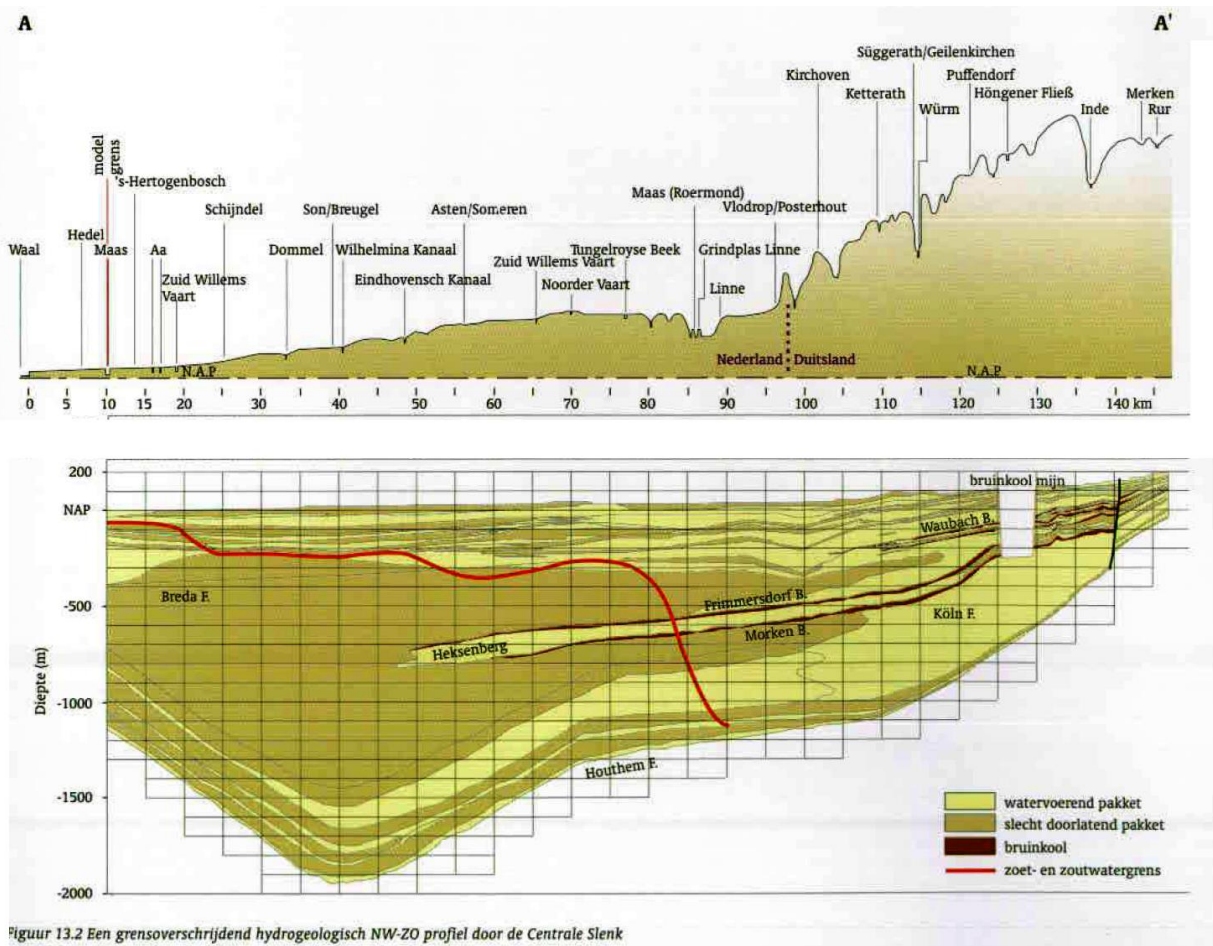 A A'
Süggerath/Geilenkirchen
Kirchoven Puffendorf
Ketterath Höngener Fließ Merken
Würm Inde Rur
model
grens
's-Hertogenbosch
Maas (Roermond)
Schijndel Son/Breugel Asten/Someren Vlodrop/Posterhout
Hedel
Waal Maas Aa Dommel Wilhelmina Kanaal Tungelroyse Beek Grindplas Linne
Zuid Willems Vaart
Zuid Willems
Vaart
Eindhovensch Kanaal Noorder Vaart Linne
Nederland Duitsland
N.A.P. N.A.P.
0 5 10 15 20 30 40 50 60 70 80 90 100 110 120 130 140 km
200
bruinkool mijn
NAP
Waubach B.
Breda F. Frimmersdorf B.
-500
Köln F.
Morken B.
Heksenberg
Diepte (m)
-1000
Houthem F.
-1500
watervoerend pakket
slecht doorlatend pakket
bruinkool
zoet- en zoutwatergrens
-2000
Figuur 13.2 Een grensoverschrijdend hydrogeologisch NW-ZO profiel door de Centrale Slenk